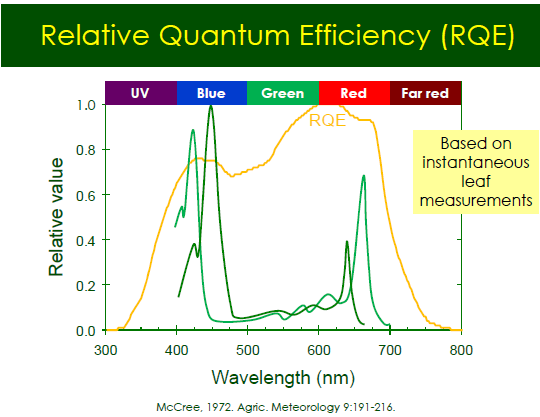 Relative Quantum Efficiency (RQE)
UV Blue Green Red Far red
RQE
Based on
instantaneous
leaf
measurements
Relative value
1.0
0.8
0.6
0.4
0.2
0.0
300 400 500 600 700 800
Wavelength (nm)
McCree, 1972. Agric. Meteorology 9:191-216.